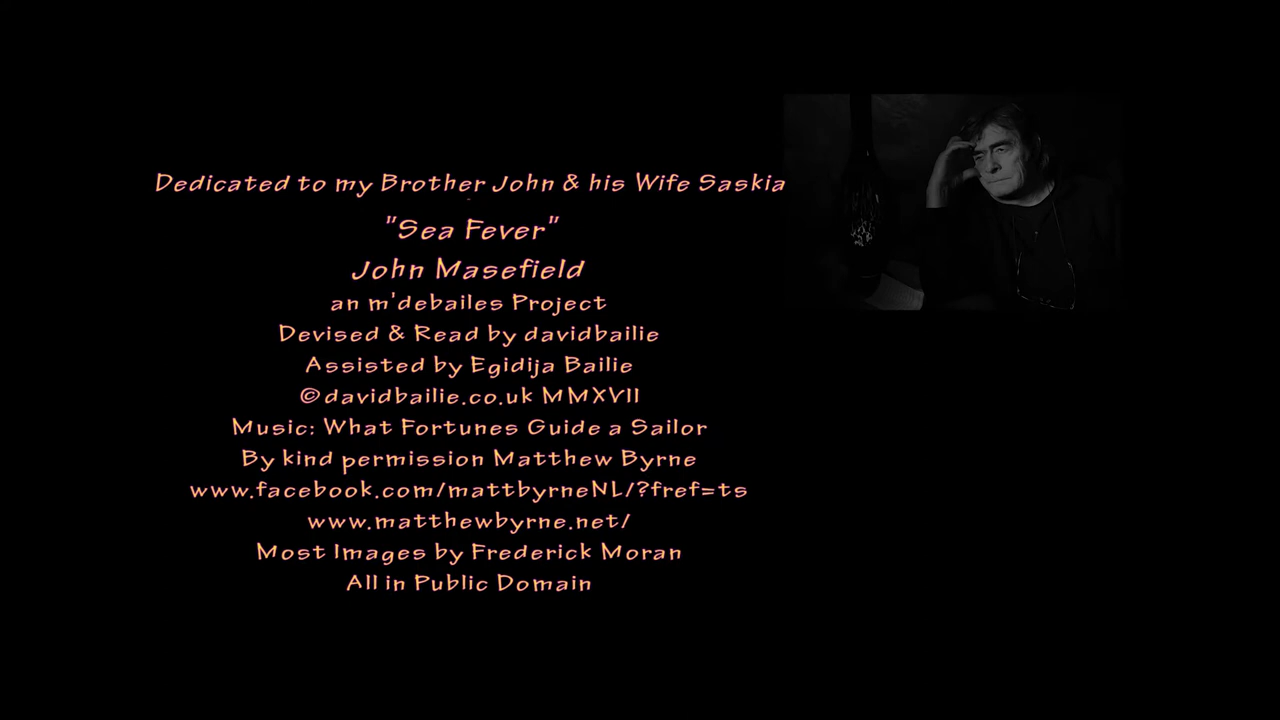 Dedicated to my Brother John & his Wife Saskia
"Sea Fever"
John Masefield
an m'debailes Project
Devised & Read by davidbailie
Assisted by Egidija Bailie
©davidbailie.co.uk MMXVII
Music: What Fortunes Guide a Sailor
By kind permission Matthew Byrne
www.facebook.com/mattbyrneNL/?fref=ts
www.matthewbyrne.net/
Most Images by Frederick Moran
All in Public Domain